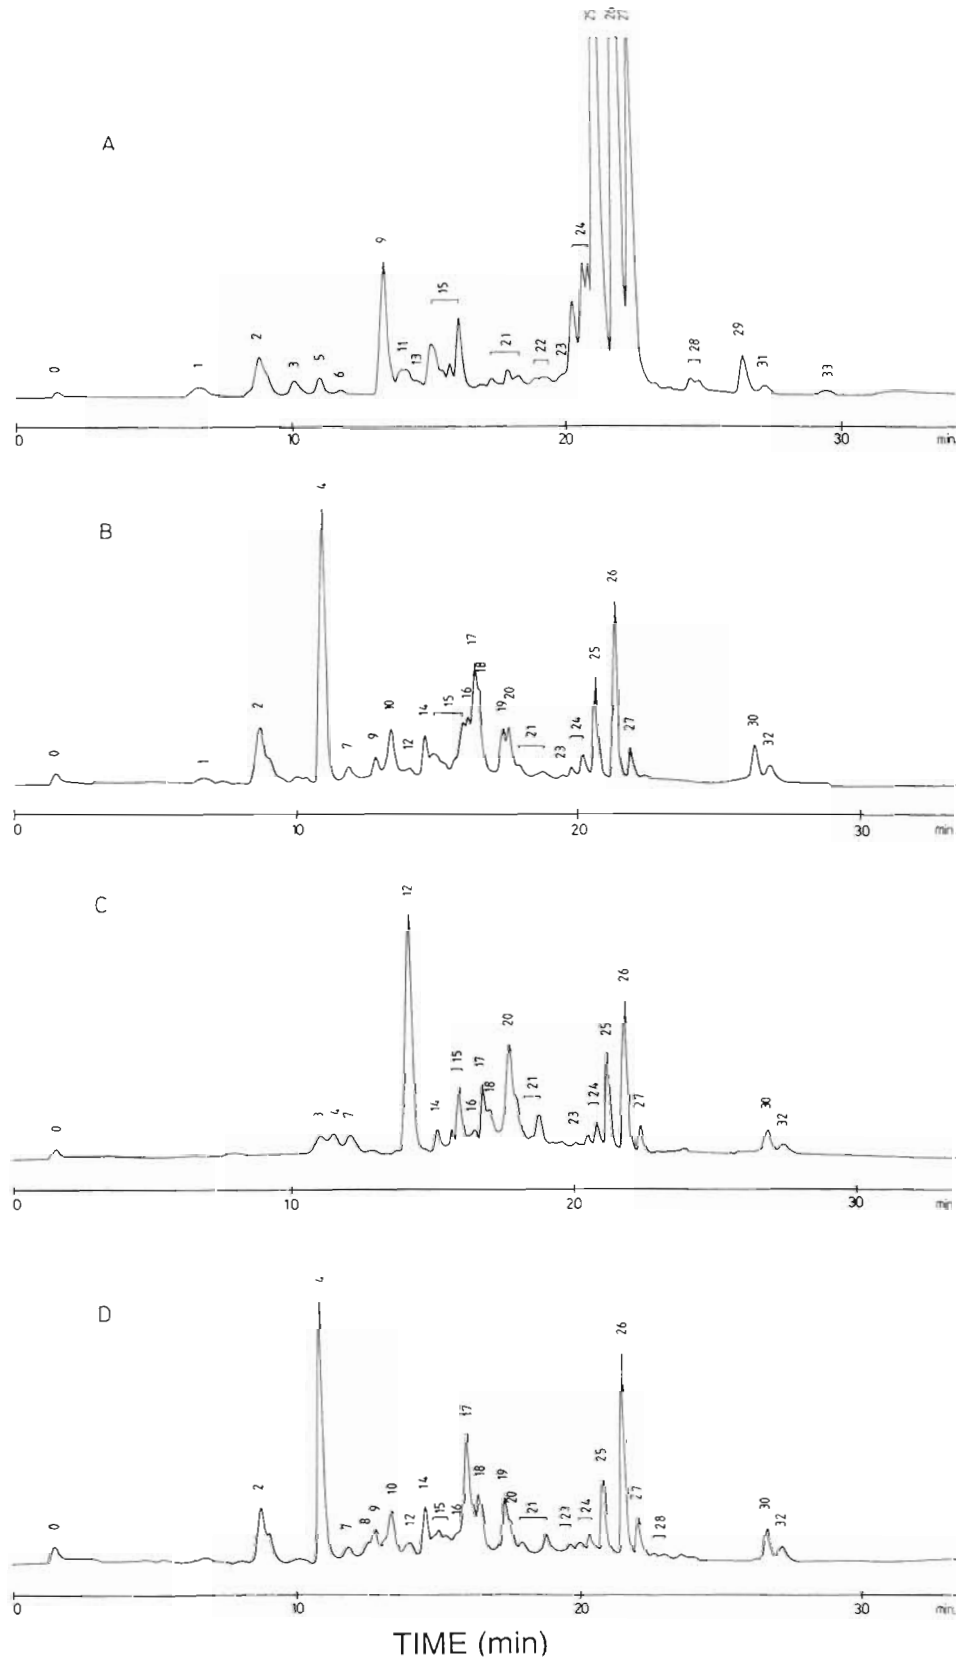 25 26 27
A
0 1 2 3 5 6 9 11 13 15 21 22 23 24 28 29 31 33
0 10 20 30 min.
B
0 1 2 4 7 9 10 12 14 15 16 17 18 19 20 21 23 24 25 26 27 30 32
0 10 20 30 min
C
0 3 4 7 12 14 15 16 17 18 20 21 23 24 25 26 27 30 32
0 10 20 30 min
D
0 2 4 7 8 9 10 12 14 15 16 17 18 19 20 21 23 24 25 26 27 28 30 32
0 10 20 30 min.
TIME (min)